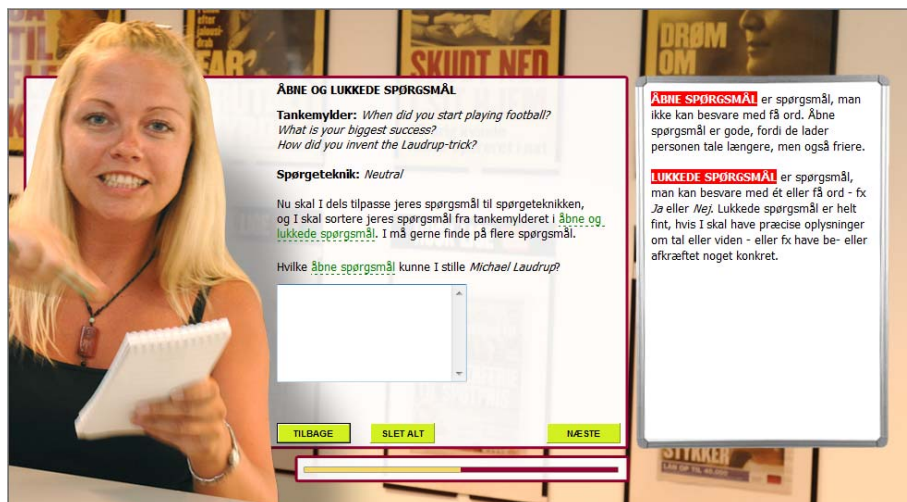 SKUDT NED
DRØM
OM
ÅBNE OG LUKKEDE SPØRGSMÅL
Tankemylder: When did you start playing football?
What is your biggest success?
How did you invent the Laudrup-trick?
Spørgeteknik: Neutral
Nu skal I dels tilpasse jeres spørgsmål til spørgeteknikken,
og I skal sortere jeres spørgsmål fra tankemylderet i åbne og
lukkede spørgsmål. I må gerne finde på flere spørgsmål.
Hvilke åbne spørgsmål kunne I stille Michael Laudrup?
TILBAGE
SLET ALT
NÆSTE
ÅBNE SPØRGSMÅL er spørgsmål, man
ikke kan besvare med få ord. Åbne
spørgsmål er gode, fordi de lader
personen tale længere, men også friere.
LUKKEDE SPØRGSMÅL er spørgsmål,
man kan besvare med ét eller få ord - fx
Ja eller Nej. Lukkede spørgsmål er helt
fint, hvis I skal have præcise oplysninger
om tal eller viden - eller fx have be- eller
afkræftet noget konkret.
STYKKER